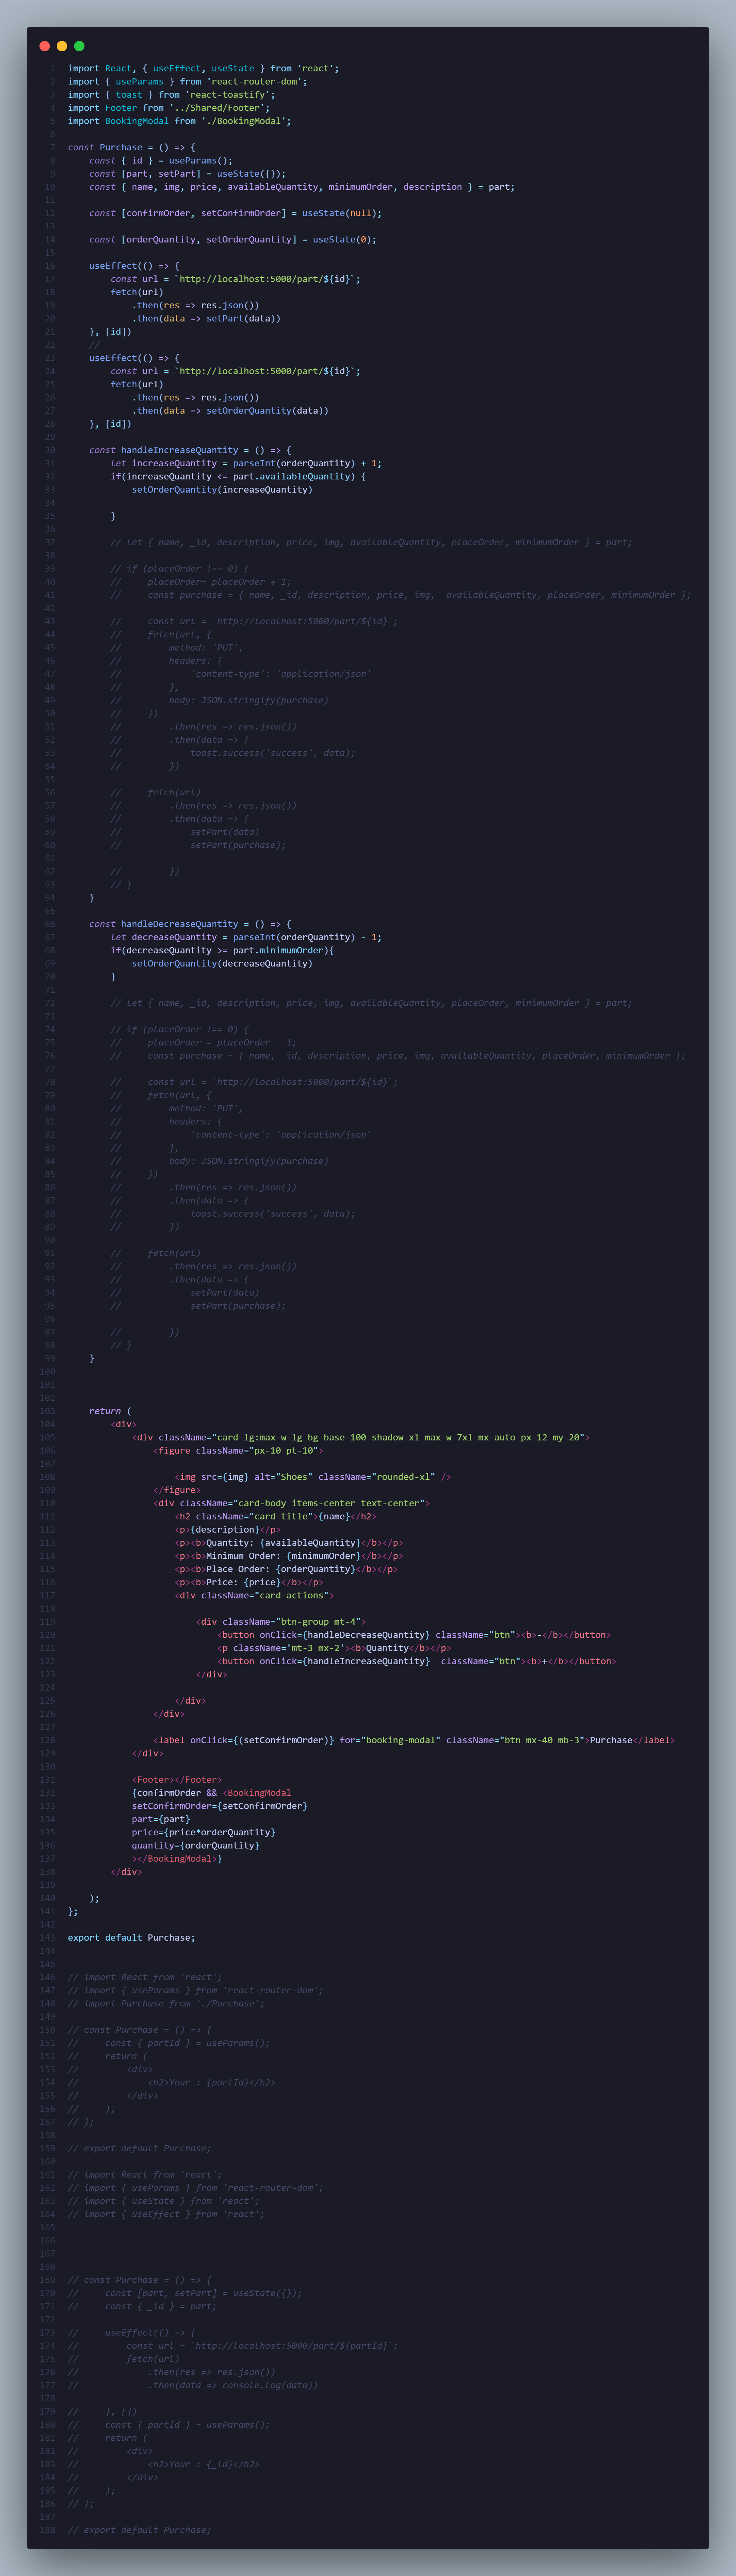 1 import React, { useEffect, useState } from 'react';
2 import { useParams } from 'react-router-dom';
3 import { toast } from 'react-toastify';
4 import Footer from '../Shared/Footer';
5 import BookingModal from './BookingModal';
6
7 const Purchase = () => {
8     const { id } = useParams();
9     const [part, setPart] = useState({});
10     const { name, img, price, availableQuantity, minimumOrder, description } = part;
11
12     const [confirmOrder, setConfirmOrder] = useState(null);
13
14     const [orderQuantity, setOrderQuantity] = useState(0);
15
16     useEffect(() => {
17         const url = `http://localhost:5000/part/${id}`;
18         fetch(url)
19             .then(res => res.json())
20             .then(data => setPart(data))
21     }, [id])
22     //
23     useEffect(() => {
24         const url = `http://localhost:5000/part/${id}`;
25         fetch(url)
26             .then(res => res.json())
27             .then(data => setOrderQuantity(data))
28     }, [id])
29
30     const handleIncreaseQuantity = () => {
31         let increaseQuantity = parseInt(orderQuantity) + 1;
32         if(increaseQuantity <= part.availableQuantity) {
33             setOrderQuantity(increaseQuantity)
34
35         }
36
37         // let { name, _id, description, price, img, availableQuantity, placeOrder, minimumOrder } = part;
38
39         // if (placeOrder !== 0) {
40         //     placeOrder= placeOrder + 1;
41         //     const purchase = { name, _id, description, price, img,  availableQuantity, placeOrder, minimumOrder };
42
43         //     const url = `http://localhost:5000/part/${id}`;
44         //     fetch(url, {
45         //         method: 'PUT',
46         //         headers: {
47         //             'content-type': 'application/json'
48         //         },
49         //         body: JSON.stringify(purchase)
50         //     })
51         //         .then(res => res.json())
52         //         .then(data => {
53         //             toast.success('success', data);
54         //         })
55
56         //     fetch(url)
57         //         .then(res => res.json())
58         //         .then(data => {
59         //             setPart(data)
60         //             setPart(purchase);
61
62         //         })
63         // }
64     }
65
66     const handleDecreaseQuantity = () => {
67         let decreaseQuantity = parseInt(orderQuantity) - 1;
68         if(decreaseQuantity >= part.minimumOrder){
69             setOrderQuantity(decreaseQuantity)
70         }
71
72         // let { name, _id, description, price, img, availableQuantity, placeOrder, minimumOrder } = part;
73
74         // if (placeOrder !== 0) {
75         //     placeOrder = placeOrder - 1;
76         //     const purchase = { name, _id, description, price, img, availableQuantity, placeOrder, minimumOrder };
77
78         //     const url = `http://localhost:5000/part/${id}`;
79         //     fetch(url, {
80         //         method: 'PUT',
81         //         headers: {
82         //             'content-type': 'application/json'
83         //         },
84         //         body: JSON.stringify(purchase)
85         //     })
86         //         .then(res => res.json())
87         //         .then(data => {
88         //             toast.success('success', data);
89         //         })
90
91         //     fetch(url)
92         //         .then(res => res.json())
93         //         .then(data => {
94         //             setPart(data)
95         //             setPart(purchase);
96
97         //         })
98         // }
99     }
100
101
102
103     return (
104         <div>
105             <div className="card lg:max-w-lg bg-base-100 shadow-xl max-w-7xl mx-auto px-12 my-20">
106                 <figure className="px-10 pt-10">
107
108                     <img src={img} alt="Shoes" className="rounded-xl" />
109                 </figure>
110                 <div className="card-body items-center text-center">
111                     <h2 className="card-title">{name}</h2>
112                     <p>{description}</p>
113                     <p><b>Quantity: {availableQuantity}</b></p>
114                     <p><b>Minimum Order: {minimumOrder}</b></p>
115                     <p><b>Place Order: {orderQuantity}</b></p>
116                     <p><b>Price: {price}</b></p>
117                     <div className="card-actions">
118
119                         <div className="btn-group mt-4">
120                             <button onClick={handleDecreaseQuantity} className="btn"><b>-</b></button>
121                             <p className='mt-3 mx-2'><b>Quantity</b></p>
122                             <button onClick={handleIncreaseQuantity}  className="btn"><b>+</b></button>
123                         </div>
124
125                     </div>
126                 </div>
127
128                 <label onClick={(setConfirmOrder)} for="booking-modal" className="btn mx-40 mb-3">Purchase</label>
129             </div>
130
131             <Footer></Footer>
132             {confirmOrder && <BookingModal
133             setConfirmOrder={setConfirmOrder}
134             part={part}
135             price={price*orderQuantity}
136             quantity={orderQuantity}
137             ></BookingModal>}
138         </div>
139
140     );
141 };
142
143 export default Purchase;
144
145
146 // import React from 'react';
147 // import { useParams } from 'react-router-dom';
148 // import Purchase from './Purchase';
149
150 // const Purchase = () => {
151 //     const { partId } = useParams();
152 //     return (
153 //         <div>
154 //             <h2>Your : {partId}</h2>
155 //         </div>
156 //     );
157 // };
158
159 // export default Purchase;
160
161 // import React from 'react';
162 // import { useParams } from 'react-router-dom';
163 // import { useState } from 'react';
164 // import { useEffect } from 'react';
165
166
167
168
169 // const Purchase = () => {
170 //     const [part, setPart] = useState({});
171 //     const { _id } = part;
172
173 //     useEffect(() => {
174 //         const url = `http://localhost:5000/part/${partId}`;
175 //         fetch(url)
176 //             .then(res => res.json())
177 //             .then(data => console.log(data))
178
179 //     }, [])
180 //     const { partId } = useParams();
181 //     return (
182 //         <div>
183 //             <h2>Your : {_id}</h2>
184 //         </div>
185 //     );
186 // };
187
188 // export default Purchase;